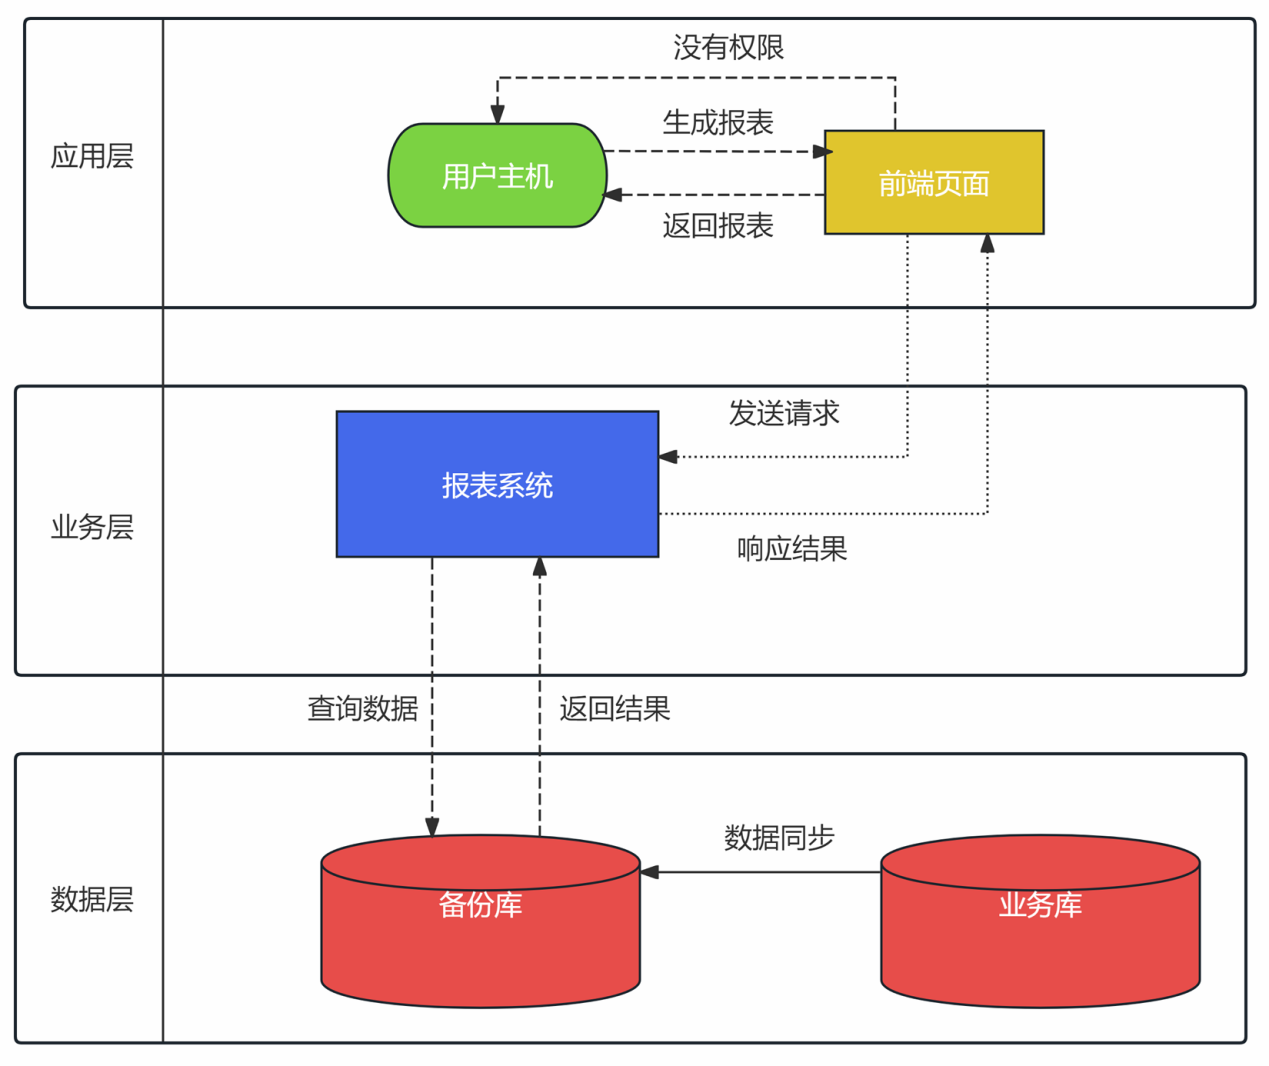 没有权限
生成报表
应用层
用户主机
前端页面
返回报表
发送请求
报表系统
业务层
响应结果
查询数据
返回结果
数据同步
数据层
备份库
业务库